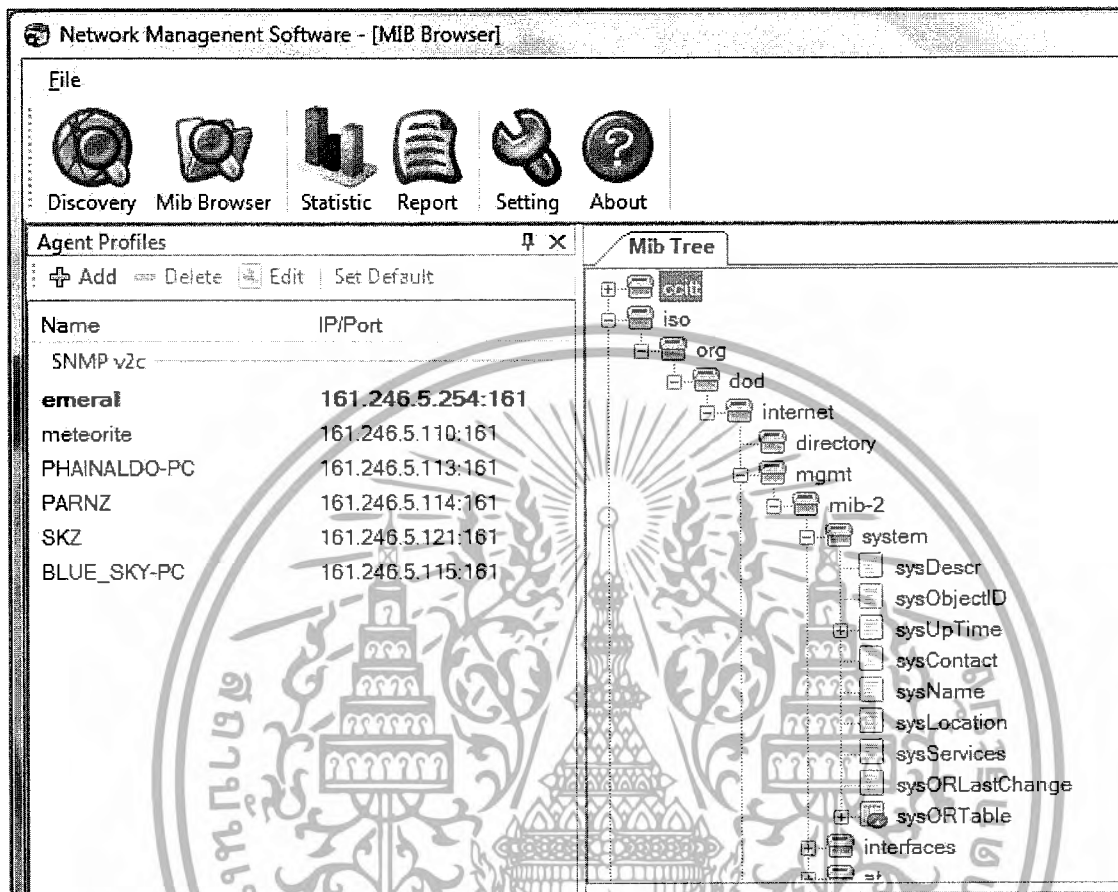 Network Managenent Software - [MIB Browser]
File
Discovery Mib Browser Statistic Report Setting About
Agent Profiles
Add Delete Edit Set Default
Name IP/Port
SNMP v2c
emeral 161.246.5.254:161
meteorite 161.246.5.110:161
PHAINALDO-PC 161.246.5.113:161
PARNZ 161.246.5.114:161
SKZ 161.246.5.121:161
BLUE_SKY-PC 161.246.5.115:161
Mib Tree
ccitt
iso
org
dod
internet
directory
mgmt
mib-2
system
sysDescr
sysObjectID
sysUpTime
sysContact
sysName
sysLocation
sysServices
sysORLastChange
sysORTable
interfaces
at